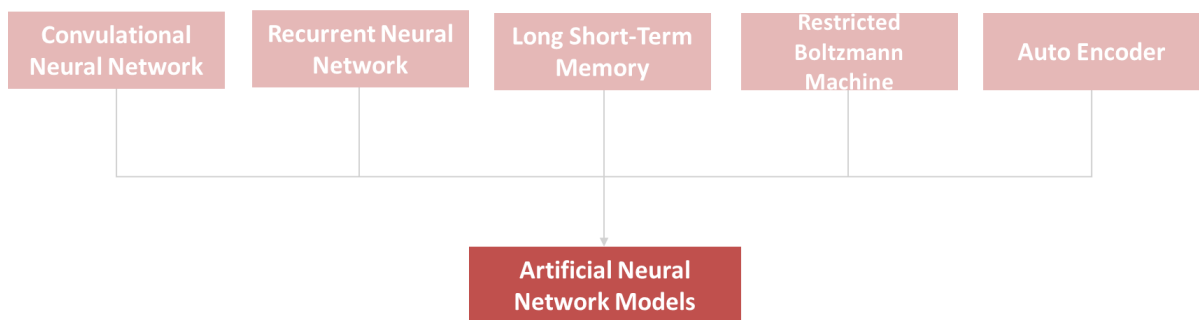 Convulational
Neural Network
Recurrent Neural
Network
Long Short-Term
Memory
Restricted
Boltzmann
Machine
Auto Encoder
Artificial Neural
Network Models